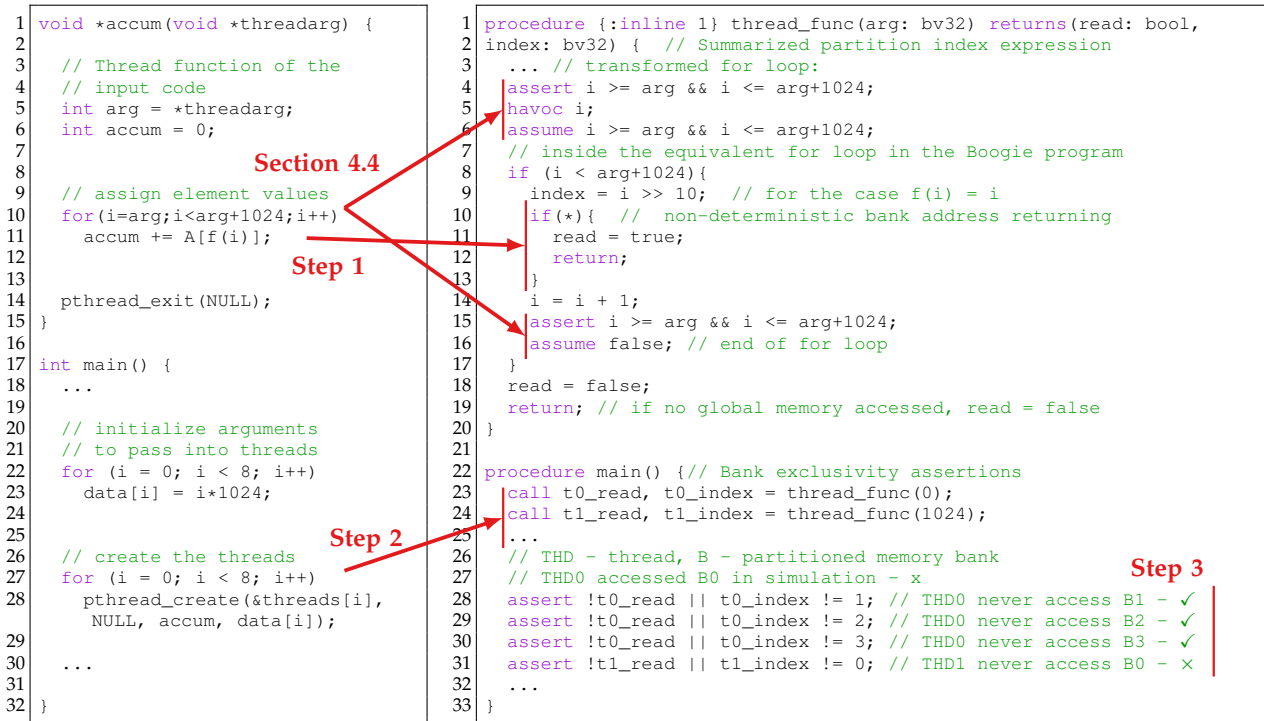 1 void *accum(void *threadarg) {
2
3 // Thread function of the
4 // input code
5 int arg = *threadarg;
6 int accum = 0;
7
8
9 // assign element values
10 for(i=arg;i<arg+1024;i++)
11 accum += A[f(i)];
12
13
14 pthread_exit(NULL);
15 }
16
17 int main() {
18 ...
19
20 // initialize arguments
21 // to pass into threads
22 for (i = 0; i < 8; i++)
23 data[i] = i*1024;
24
25
26 // create the threads
27 for (i = 0; i < 8; i++)
28 pthread_create(&threads[i],
NULL, accum, data[i]);
29
30 ...
31
32 }
Section 4.4
Step 1
Step 2
1 procedure {:inline 1} thread_func(arg: bv32) returns(read: bool,
2 index: bv32) { // Summarized partition index expression
3 ... // transformed for loop:
4 assert i >= arg && i <= arg+1024;
5 havoc i;
6 assume i >= arg && i <= arg+1024;
7 // inside the equivalent for loop in the Boogie program
8 if (i < arg+1024){
9 index = i >> 10; // for the case f(i) = i
10 if(*){ // non-deterministic bank address returning
11 read = true;
12 return;
13 }
14 i = i + 1;
15 assert i >= arg && i <= arg+1024;
16 assume false; // end of for loop
17 }
18 read = false;
19 return; // if no global memory accessed, read = false
20 }
21
22 procedure main() {// Bank exclusivity assertions
23 call t0_read, t0_index = thread_func(0);
24 call t1_read, t1_index = thread_func(1024);
25 ...
26 // THD – thread, B – partitioned memory bank
27 // THD0 accessed B0 in simulation – x
Step 3
28 assert !t0_read || t0_index != 1; // THD0 never access B1 – ✓
29 assert !t0_read || t0_index != 2; // THD0 never access B2 – ✓
30 assert !t0_read || t0_index != 3; // THD0 never access B3 – ✓
31 assert !t1_read || t1_index != 0; // THD1 never access B0 – ×
32 ...
33 }